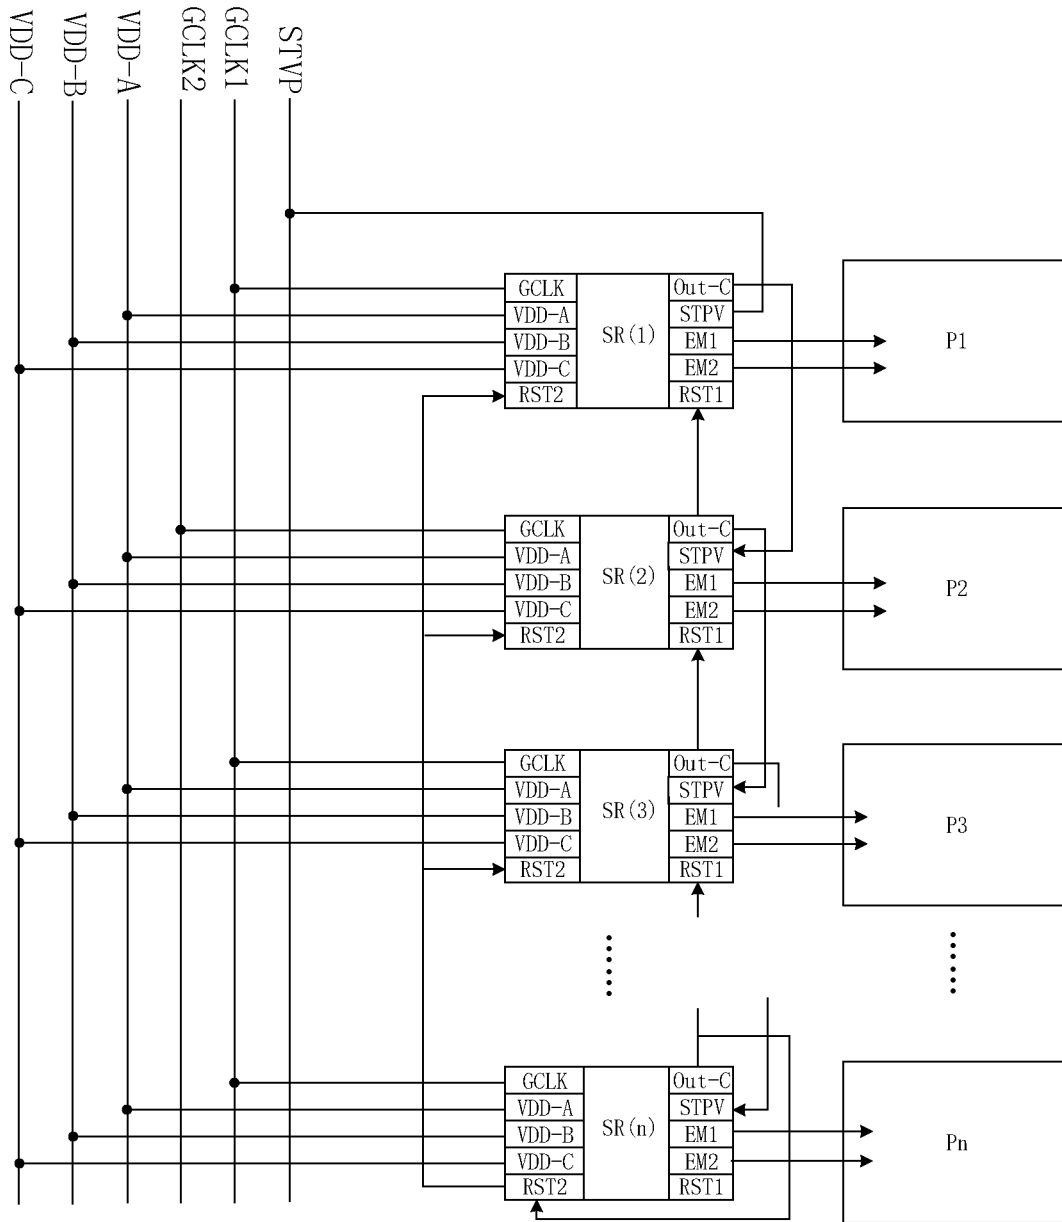 VDD-C
VDD-B
VDD-A
GCLK2
GCLK1
STVP
GCLK
VDD-A
VDD-B
VDD-C
RST2
SR(1)
Out-C
STPV
EM1
EM2
RST1
P1
GCLK
VDD-A
VDD-B
VDD-C
RST2
SR(2)
Out-C
STPV
EM1
EM2
RST1
P2
GCLK
VDD-A
VDD-B
VDD-C
RST2
SR(3)
Out-C
STPV
EM1
EM2
RST1
P3
......
......
GCLK
VDD-A
VDD-B
VDD-C
RST2
SR(n)
Out-C
STPV
EM1
EM2
RST1
Pn